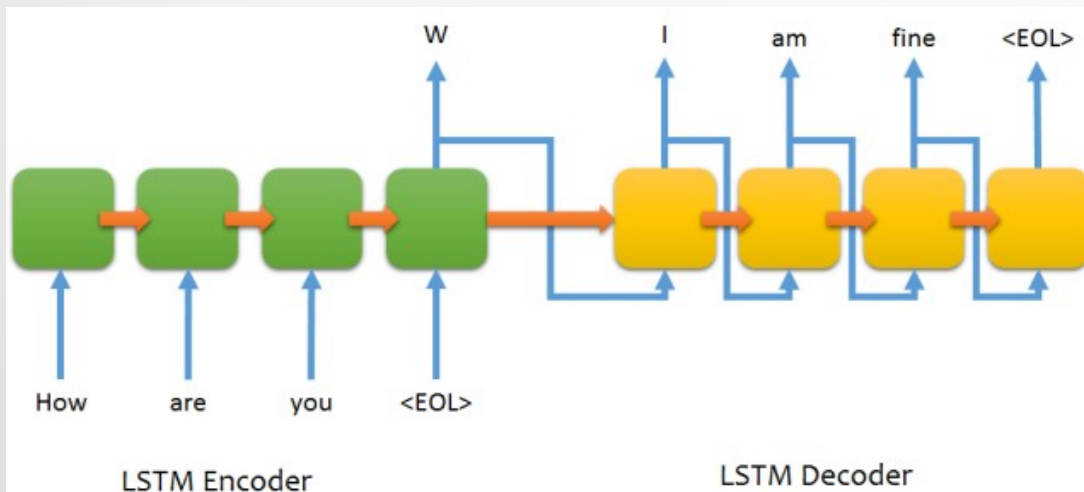 W I am fine <EOL>
How are you <EOL>
LSTM Encoder LSTM Decoder